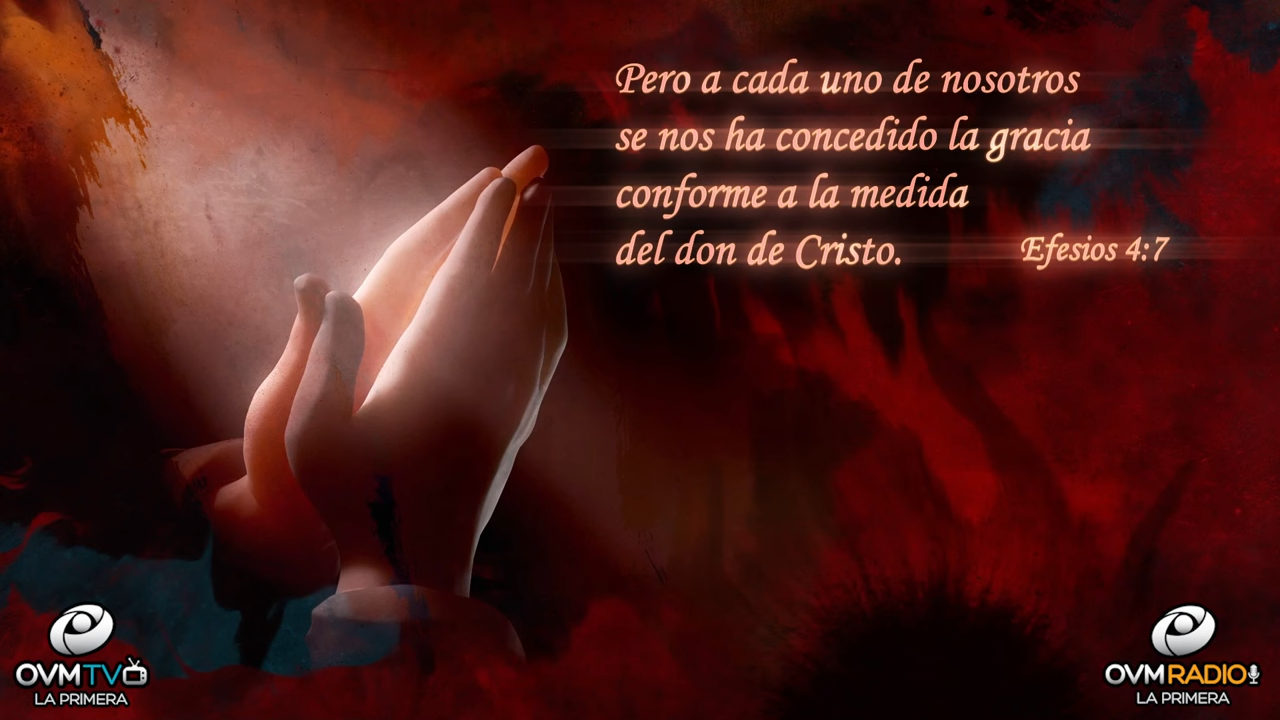 Pero a cada uno de nosotros
se nos ha concedido la gracia
conforme a la medida
del don de Cristo.
Efesios 4:7
OVMTV
LA PRIMERA
OVMRADIO
LA PRIMERA